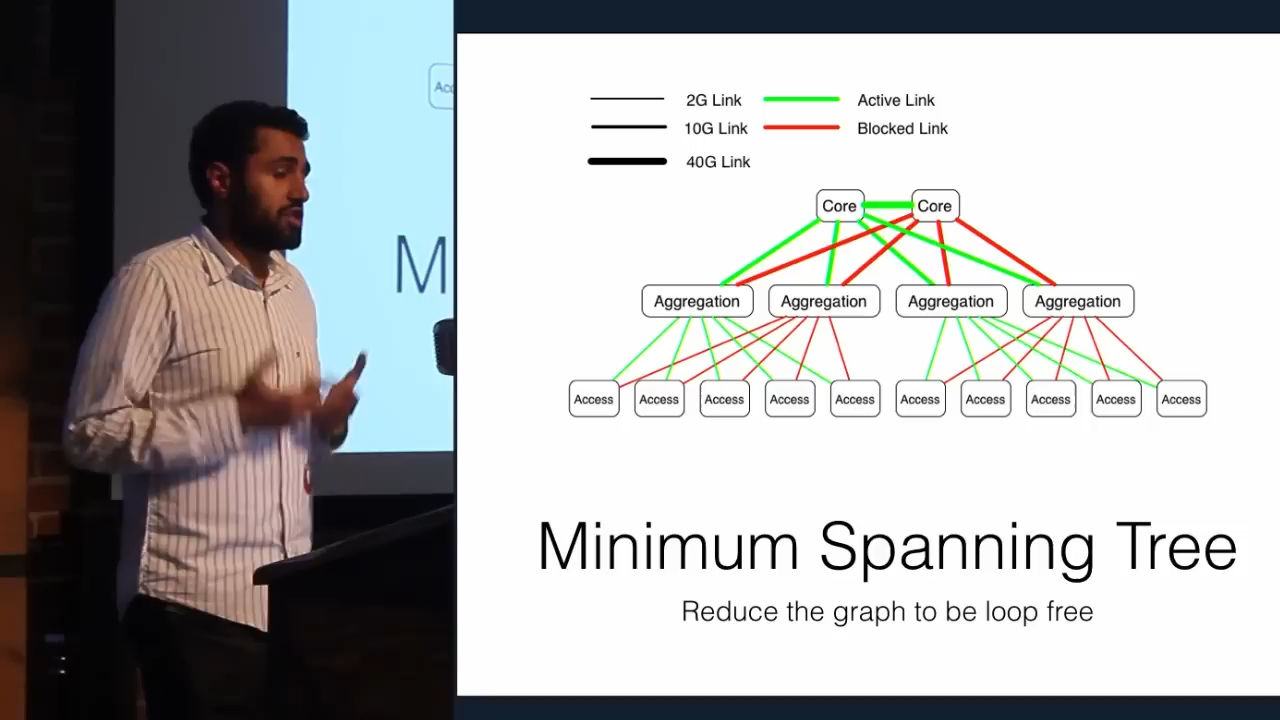 2G Link
Active Link
10G Link
Blocked Link
40G Link
Core Core
Aggregation Aggregation Aggregation Aggregation
Access Access Access Access Access Access Access Access Access Access
Minimum Spanning Tree
Reduce the graph to be loop free
M